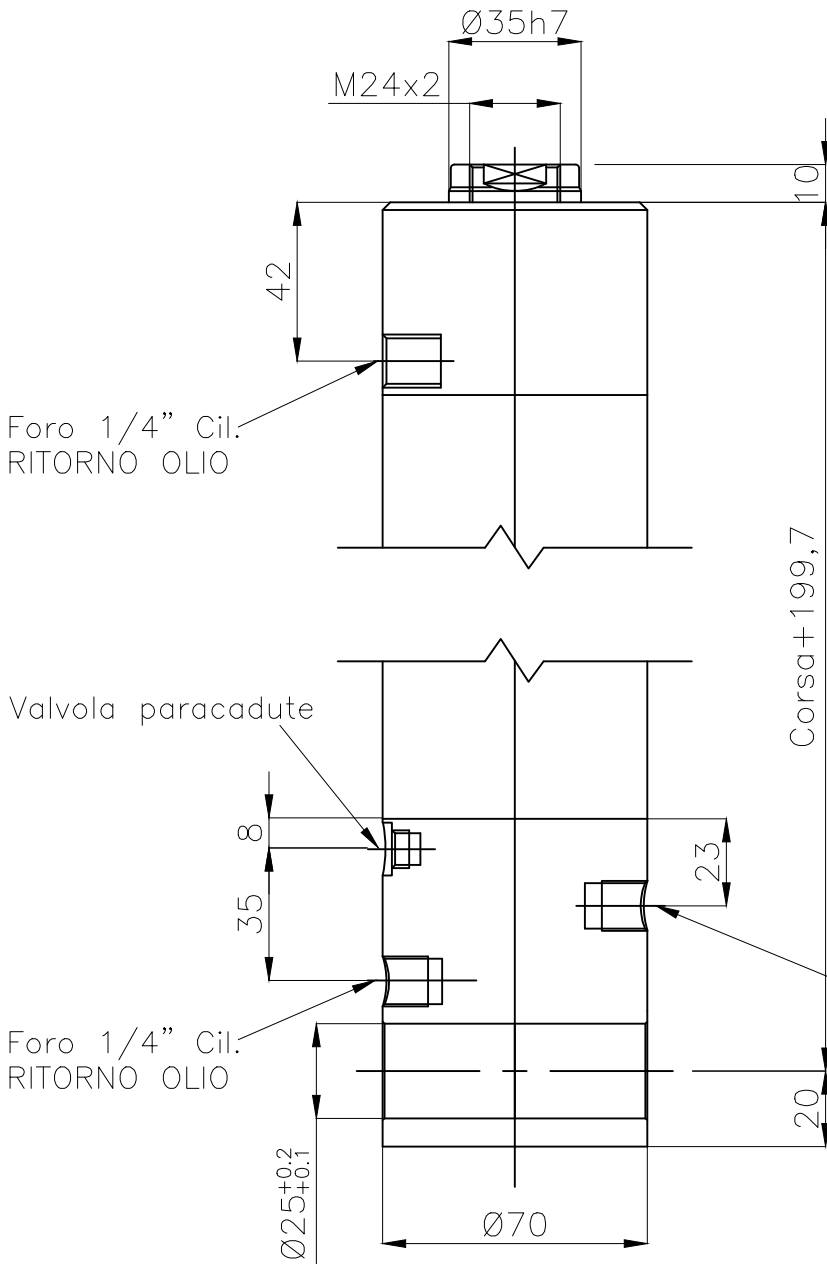 Ø35h7
M24x2
10
42
Foro 1/4” Cil.
RITORNO OLIO
Corsa+199,7
Valvola paracadute
8
23
35
Foro 1/4” Cil.
RITORNO OLIO
20
Ø25+0.2
+0.1
Ø70